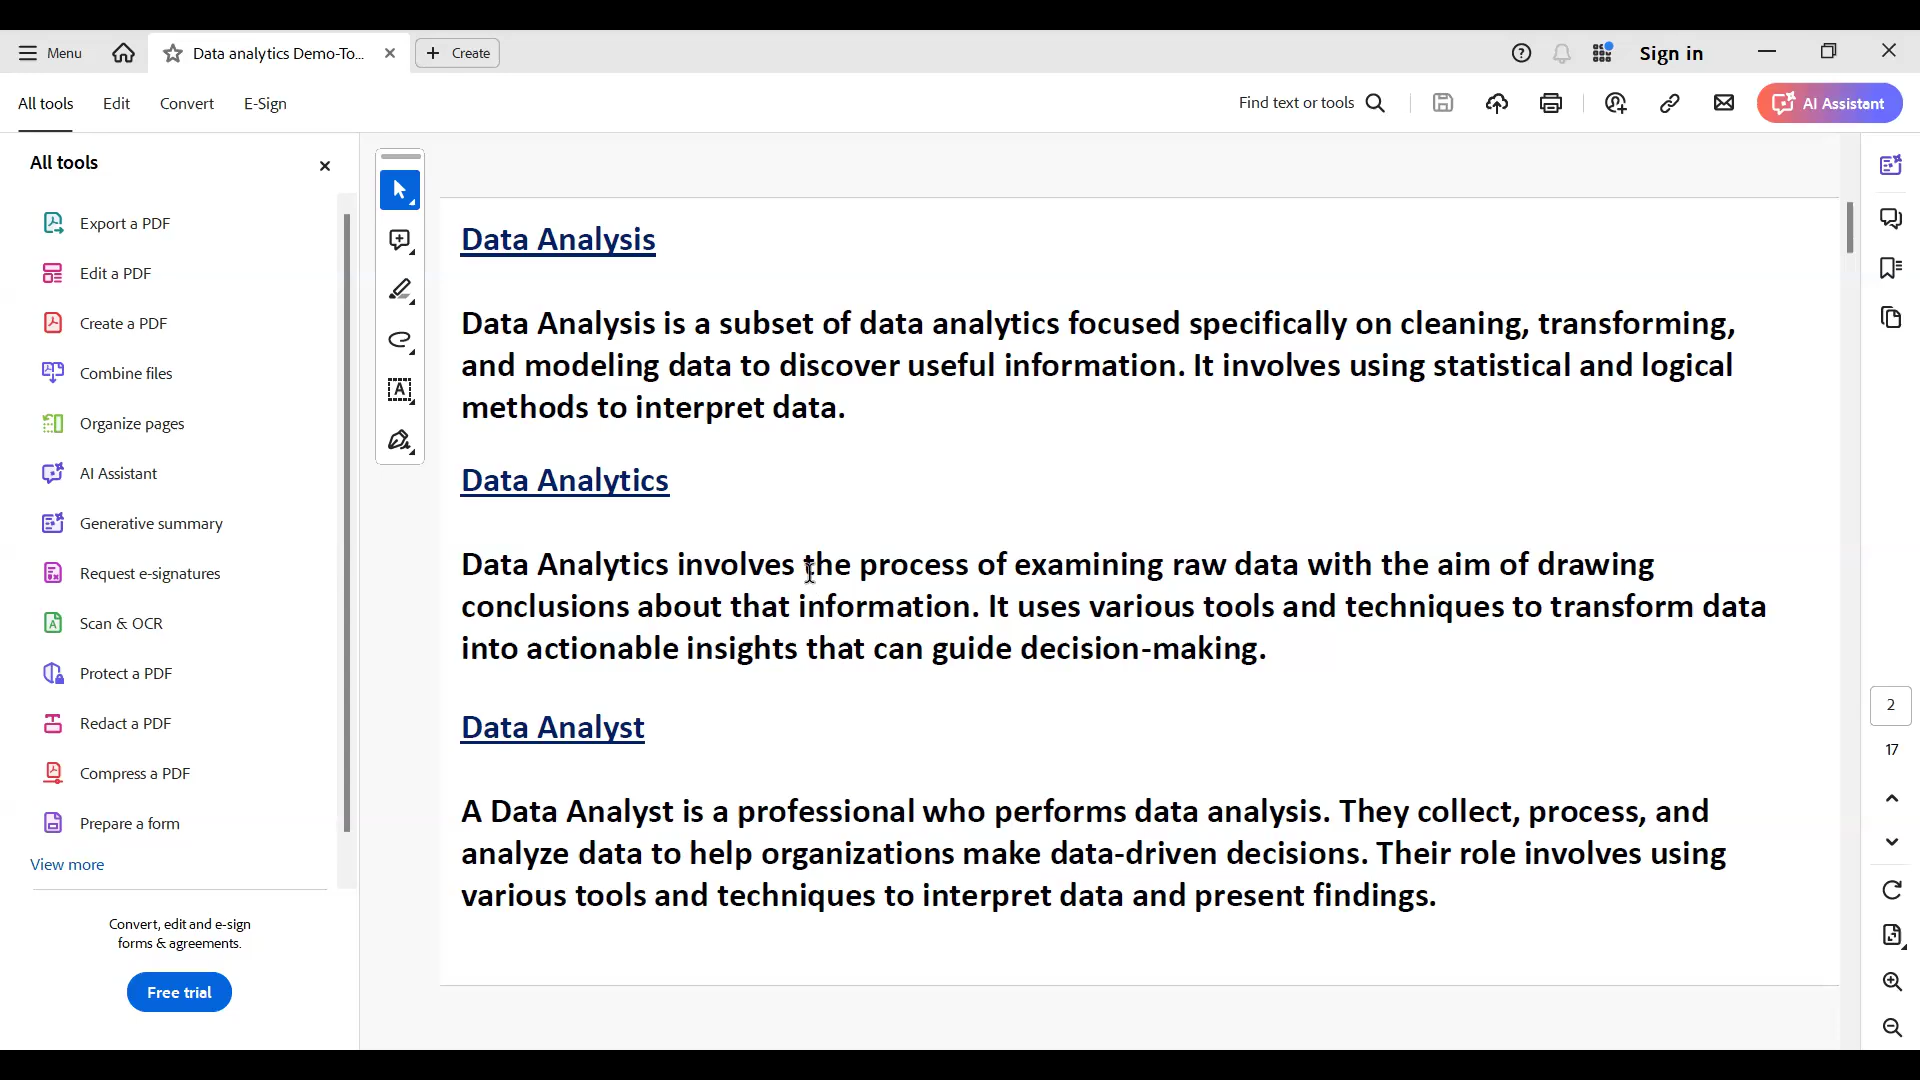 Menu
Data analytics Demo-To...
Create
Sign in
All tools
Edit
Convert
E-Sign
Find text or tools
AI Assistant
All tools
Export a PDF
Edit a PDF
Create a PDF
Combine files
Organize pages
AI Assistant
Generative summary
Request e-signatures
Scan & OCR
Protect a PDF
Redact a PDF
Compress a PDF
Prepare a form
View more
Convert, edit and e-sign
forms & agreements.
Free trial
Data Analysis
Data Analysis is a subset of data analytics focused specifically on cleaning, transforming,
and modeling data to discover useful information. It involves using statistical and logical
methods to interpret data.
Data Analytics
Data Analytics involves the process of examining raw data with the aim of drawing
conclusions about that information. It uses various tools and techniques to transform data
into actionable insights that can guide decision-making.
Data Analyst
A Data Analyst is a professional who performs data analysis. They collect, process, and
analyze data to help organizations make data-driven decisions. Their role involves using
various tools and techniques to interpret data and present findings.
2
17